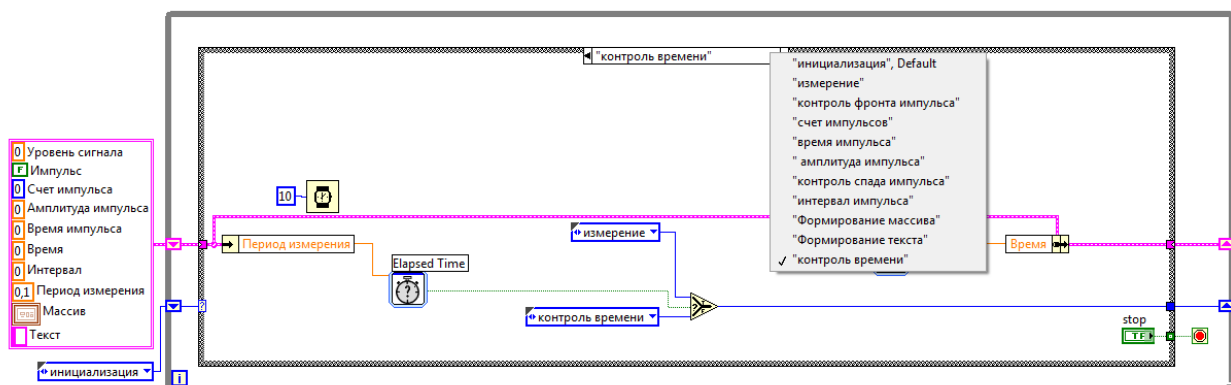 "контроль времени"
"инициализация", Default
"измерение"
"контроль фронта импульса"
"счет импульсов"
"время импульса"
" амплитуда импульса"
"контроль спада импульса"
"интервал импульса"
"Формирование массива"
"Формирование текста"
✓ "контроль времени"
0 Уровень сигнала
F Импульс
0 Счет импульса
0 Амплитуда импульса
0 Время импульса
0 Время
0 Интервал
0,1 Период измерения
Массив
Текст
инициализация
10
Период измерения
Elapsed Time
?
измерение
контроль времени
?
T
F
Время
stop
TF
?
i